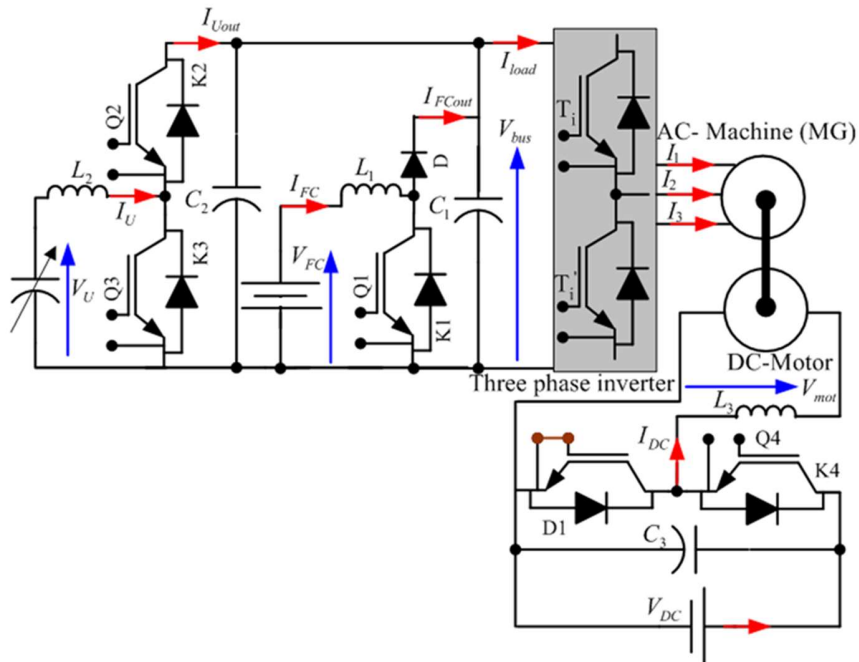 I_Uout
K2
Q2
I_load
I_FCout
T_i
V_bus
AC- Machine (MG)
D
L_2
I_FC
L_1
I_1
I_2
I_3
C_2
C_1
I_U
K3
V_FC
V_U
Q3
Q1
T_i'
K1
DC-Motor
Three phase inverter
L_3
V_mot
I_DC
Q4
K4
D1
C_3
V_DC